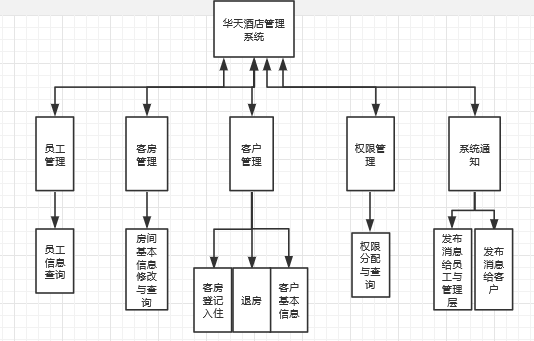 华天酒店管理
系统
员工
管理
客房
管理
客户
管理
权限管
理
系统通
知
员工
信息
查询
房间
基本
信息
修改
与查
询
客房
登记
入住
退房
客户
基本
信息
权限
分配
与查
询
发布
消息
给员
工与
管理
层
发布
消息
给客
户